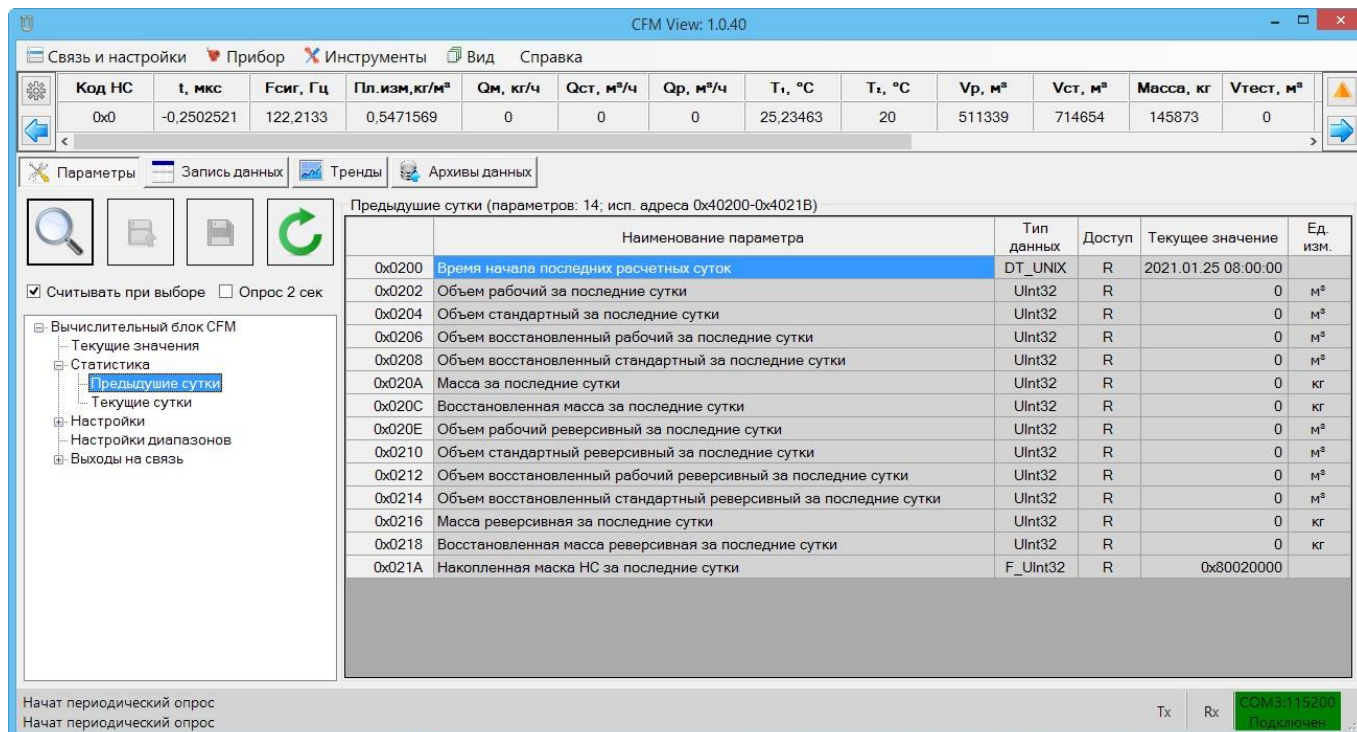 CFM View: 1.0.40
Связь и настройки Прибор Инструменты Вид Справка
Код НС t, мкс Fсиг, Гц Пл.изм,кг/м³ Qм, кг/ч Qст, м³/ч Qр, м³/ч T₁, °C T₂, °C Vр, м³ Vст, м³ Масса, кг Vтест, м³
0x0 -0,2502521 122,2133 0,5471569 0 0 0 25,23463 20 511339 714654 145873 0
Параметры Запись данных Тренды Архивы данных
Считывать при выборе Опрос 2 сек
Вычислительный блок CFM
Текущие значения
Статистика
Предыдушие сутки
Текущие сутки
Настройки
Настройки диапазонов
Выходы на связь
Предыдушие сутки (параметров: 14; исп. адреса 0x40200-0x4021B)
Наименование параметра Тип данных Доступ Текущее значение Ед. изм.
0x0200 Время начала последних расчетных суток DT_UNIX R 2021.01.25 08:00:00
0x0202 Объем рабочий за последние сутки UInt32 R 0 м³
0x0204 Объем стандартный за последние сутки UInt32 R 0 м³
0x0206 Объем восстановленный рабочий за последние сутки UInt32 R 0 м³
0x0208 Объем восстановленный стандартный за последние сутки UInt32 R 0 м³
0x020A Масса за последние сутки UInt32 R 0 кг
0x020C Восстановленная масса за последние сутки UInt32 R 0 кг
0x020E Объем рабочий реверсивный за последние сутки UInt32 R 0 м³
0x0210 Объем стандартный реверсивный за последние сутки UInt32 R 0 м³
0x0212 Объем восстановленный рабочий реверсивный за последние сутки UInt32 R 0 м³
0x0214 Объем восстановленный стандартный реверсивный за последние сутки UInt32 R 0 м³
0x0216 Масса реверсивная за последние сутки UInt32 R 0 кг
0x0218 Восстановленная масса реверсивная за последние сутки UInt32 R 0 кг
0x021A Накопленная маска НС за последние сутки F_UInt32 R 0x80020000
Начат периодический опрос
Начат периодический опрос
Tx Rx COM3:115200
Подключен